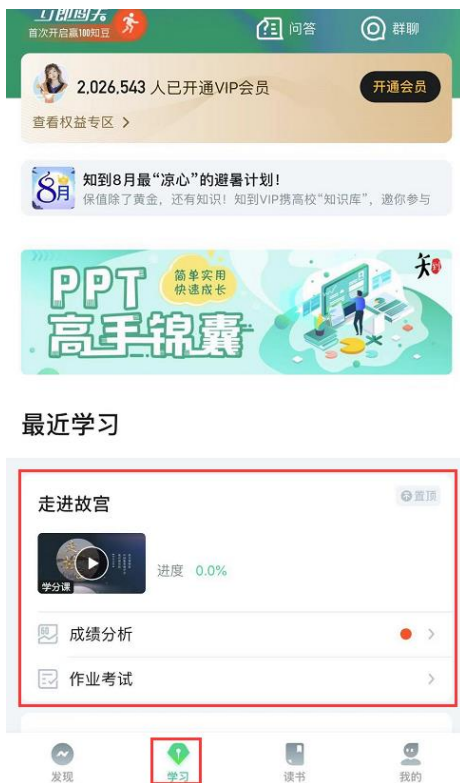 立即闯关
首次开启赢100知豆
问答
群聊
2,026,543 人已开通VIP会员
开通会员
查看权益专区 >
8月
知到8月最“凉心”的避暑计划!
保值除了黄金,还有知识!知到VIP携高校“知识库”,邀你参与
PPT
高手锦囊
简单实用
快速成长
知到
最近学习
走进故宫
置顶
学分课
进度 0.0%
成绩分析
作业考试
发现
学习
读书
我的